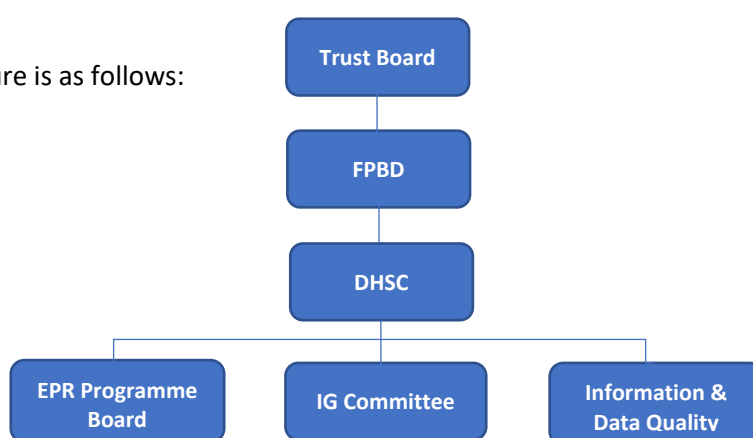 Trust Board
ure is as follows:
FPBD
DHSC
EPR Programme
Board
IG Committee
Information &
Data Quality